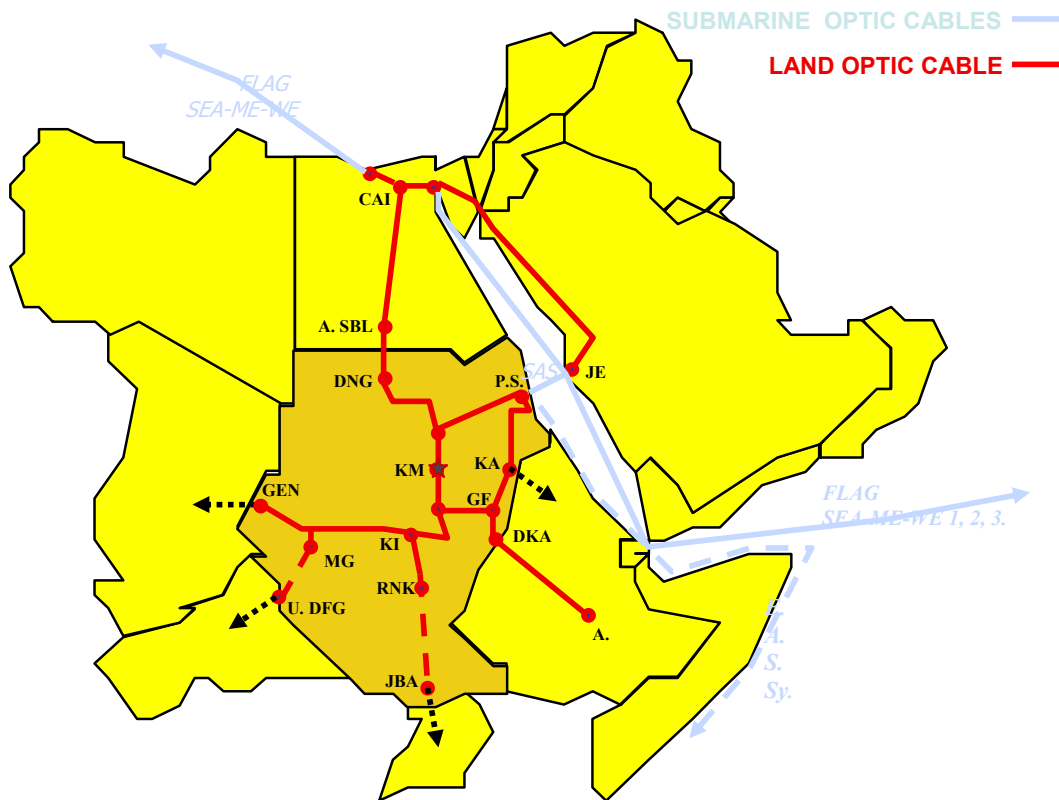 SUBMARINE OPTIC CABLES
LAND OPTIC CABLE
FLAG
SEA-ME-WE
CAI
A. SBL
DNG
P.S.
SAS
JE
KM
KA
GEN
GF
FLAG
SEA-ME-WE 1, 2, 3.
KI
DKA
MG
RNK
U. DFG
A.
JBA
A.
S.
Sy.